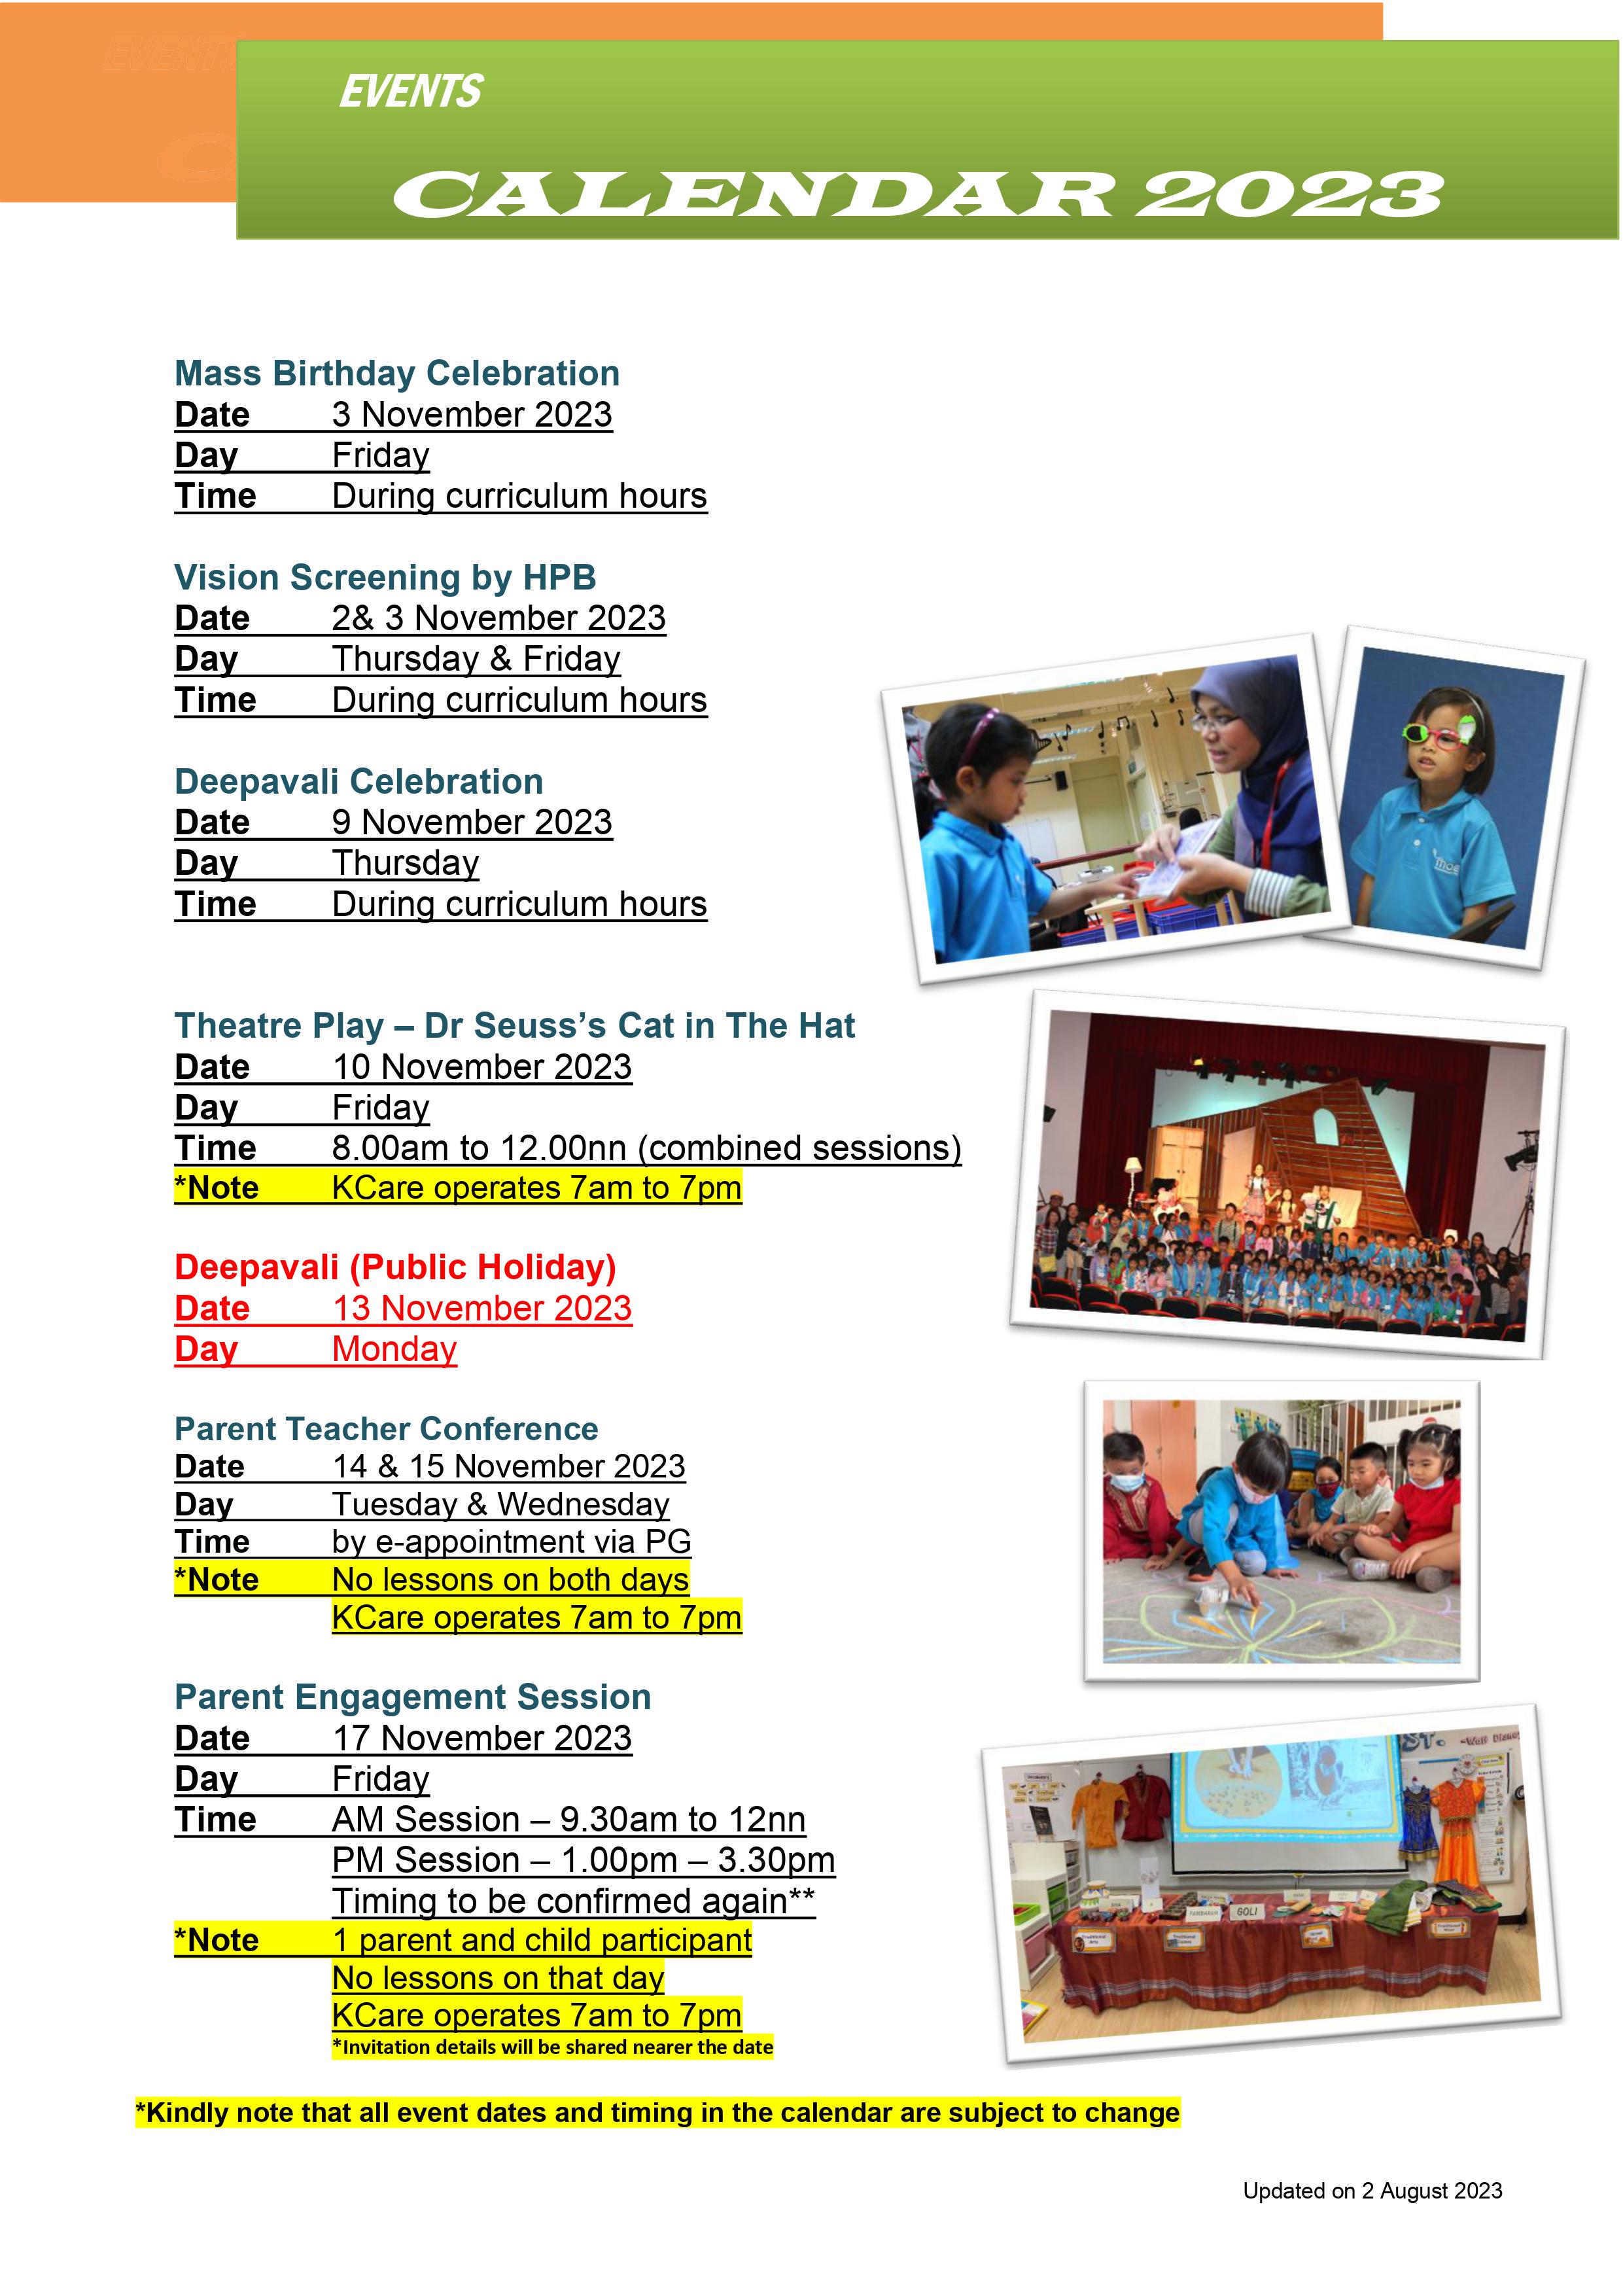 EVENTS
CALENDAR 2023
Mass Birthday Celebration
Date 3 November 2023
Day Friday
Time During curriculum hours
Vision Screening by HPB
Date 2& 3 November 2023
Day Thursday & Friday
Time During curriculum hours
Deepavali Celebration
Date 9 November 2023
Day Thursday
Time During curriculum hours
moe
Theatre Play – Dr Seuss’s Cat in The Hat
Date 10 November 2023
Day Friday
Time 8.00am to 12.00nn (combined sessions)
*Note KCare operates 7am to 7pm
Deepavali (Public Holiday)
Date 13 November 2023
Day Monday
Parent Teacher Conference
Date 14 & 15 November 2023
Day Tuesday & Wednesday
Time by e-appointment via PG
*Note No lessons on both days
KCare operates 7am to 7pm
Parent Engagement Session
Date 17 November 2023
Day Friday
Time AM Session – 9.30am to 12nn
PM Session – 1.00pm – 3.30pm
Timing to be confirmed again**
*Note 1 parent and child participant
No lessons on that day
KCare operates 7am to 7pm
*Invitation details will be shared nearer the date
ST. -Walt Disney
PAMBARAM GOLI
*Kindly note that all event dates and timing in the calendar are subject to change
Updated on 2 August 2023